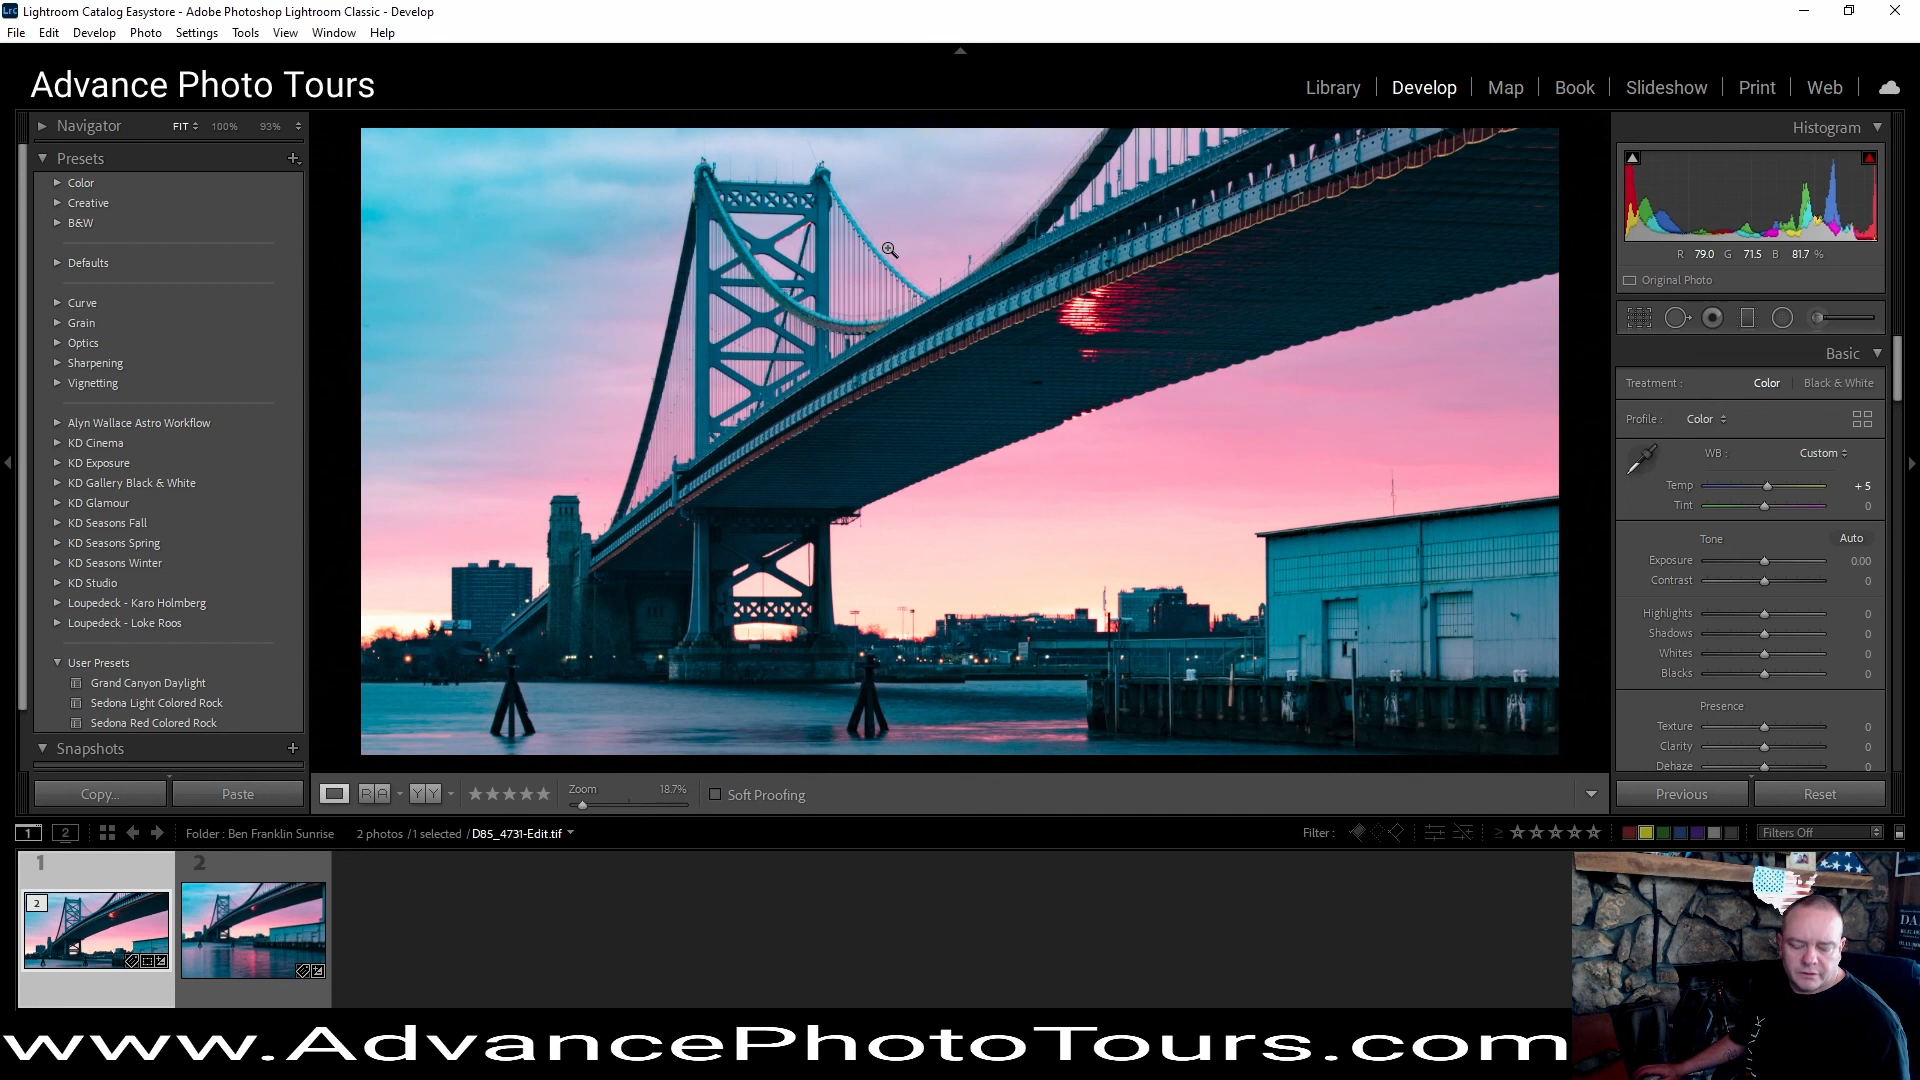 Lightroom Catalog Easystore - Adobe Photoshop Lightroom Classic - Develop
File Edit Develop Photo Settings Tools View Window Help
Advance Photo Tours
Library Develop Map Book Slideshow Print Web
Navigator FIT 100% 93%
Presets
Color
Creative
B&W
Defaults
Curve
Grain
Optics
Sharpening
Vignetting
Alyn Wallace Astro Workflow
KD Cinema
KD Exposure
KD Gallery Black & White
KD Glamour
KD Seasons Fall
KD Seasons Spring
KD Seasons Winter
KD Studio
Loupedeck - Karo Holmberg
Loupedeck - Loke Roos
User Presets
Grand Canyon Daylight
Sedona Light Colored Rock
Sedona Red Colored Rock
Snapshots
Copy... Paste
Histogram
R 79.0 G 71.5 B 81.7 %
Original Photo
Basic
Treatment : Color Black & White
Profile : Color
WB : Custom
Temp + 5
Tint 0
Tone Auto
Exposure 0.00
Contrast 0
Highlights 0
Shadows 0
Whites 0
Blacks 0
Presence
Texture 0
Clarity 0
Dehaze 0
Previous Reset
RA YY Zoom 18.7% Soft Proofing
1 2 Folder : Ben Franklin Sunrise 2 photos / 1 selected / D85_4731-Edit.tif Filter : Filters Off
1 2
2
www.AdvancePhotoTours.com